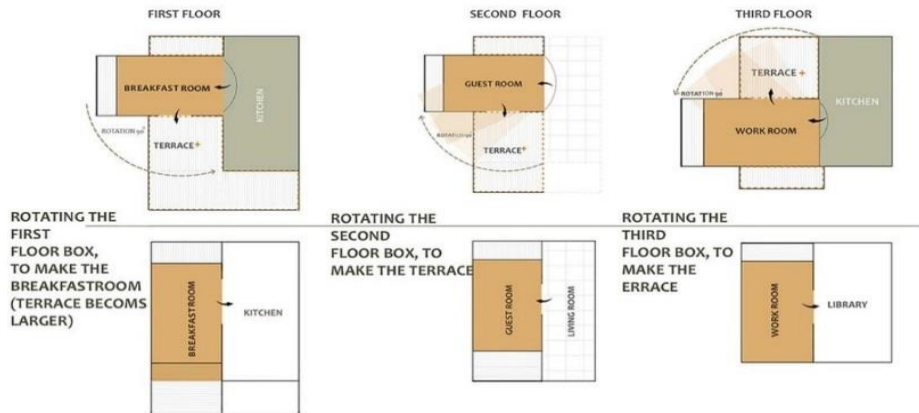 FIRST FLOOR
SECOND FLOOR
THIRD FLOOR
BREAKFAST ROOM
KITCHEN
ROTATION 90°
TERRACE+
GUEST ROOM
ROTATION 90°
TERRACE+
TERRACE +
KITCHEN
ROTATION 90°
WORK ROOM
ROTATING THE
FIRST
FLOOR BOX,
TO MAKE THE
BREAKFASTROOM
(TERRACE BECOMS
LARGER)
ROTATING THE
SECOND
FLOOR BOX, TO
MAKE THE TERRACE
ROTATING THE
THIRD
FLOOR BOX, TO
MAKE THE
ERRACE
BREAKFASTROOM
KITCHEN
GUEST ROOM
LIVING ROOM
WORK ROOM
LIBRARY